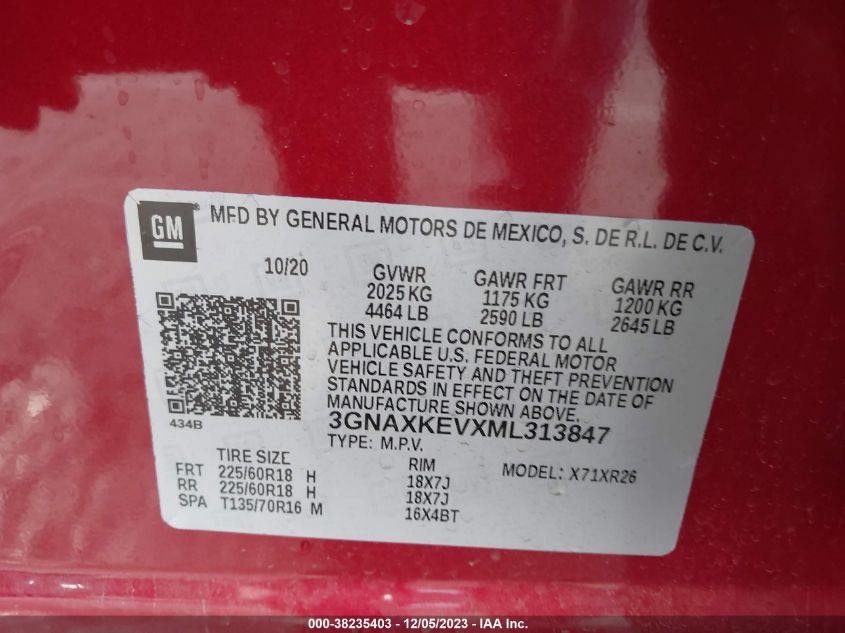 GM ® MFD BY GENERAL MOTORS DE MEXICO, S. DE R.L. DE C.V.
10/20 GVWR GAWR FRT GAWR RR
2025 KG 1175 KG 1200 KG
4464 LB 2590 LB 2645 LB
THIS VEHICLE CONFORMS TO ALL
APPLICABLE U.S. FEDERAL MOTOR
VEHICLE SAFETY AND THEFT PREVENTION
STANDARDS IN EFFECT ON THE DATE OF
MANUFACTURE SHOWN ABOVE.
434B 3GNAXKEVXML313847
TYPE: M.P.V.
TIRE SIZE RIM MODEL: X71XR26
FRT 225/60R18 H 18X7J
RR 225/60R18 H 18X7J
SPA T135/70R16 M 16X4BT
000-38235403 - 12/05/2023 - IAA Inc.